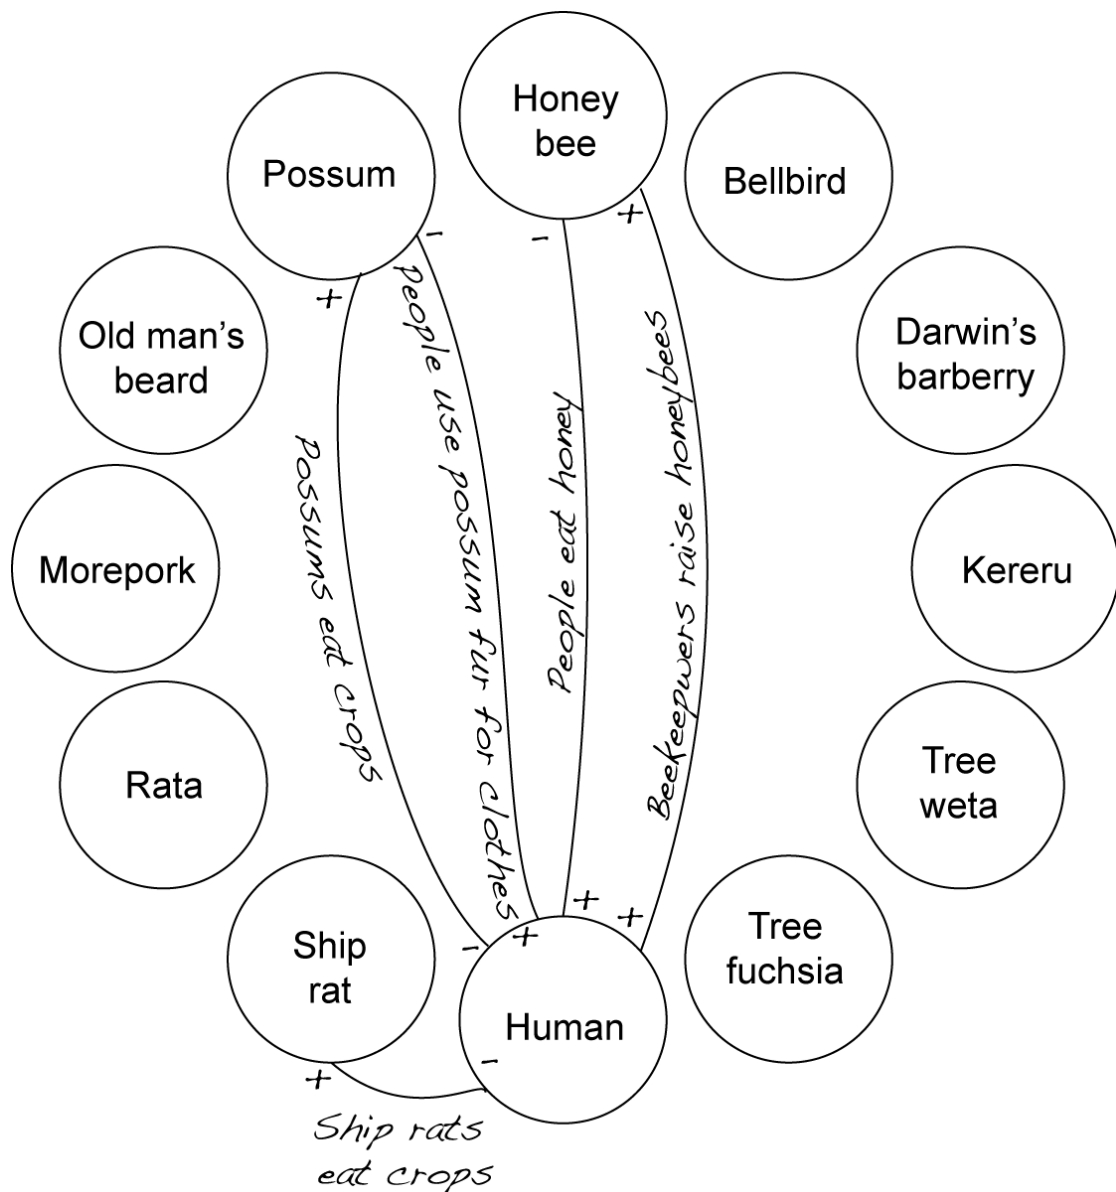 Honey
bee
Possum
Bellbird
-
-
+
+
Old man's
beard
Darwin's
barberry
People use possum fur for clothes
Possums eat crops
People eat honey
Beekeepwers raise honeybees
Morepork
Kereru
Rata
Tree
weta
Ship
rat
Tree
fuchsia
-
+
+
+
Human
-
+
Ship rats
eat crops